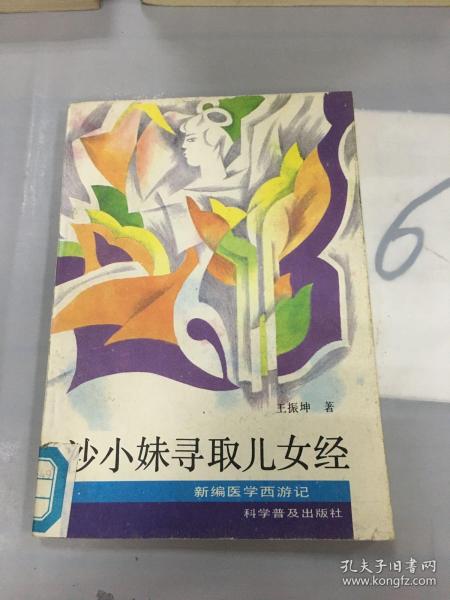 王振坤 著
沙小妹寻取儿女经
新编医学西游记
科学普及出版社
6
孔夫子旧书网
www.kongfz.com